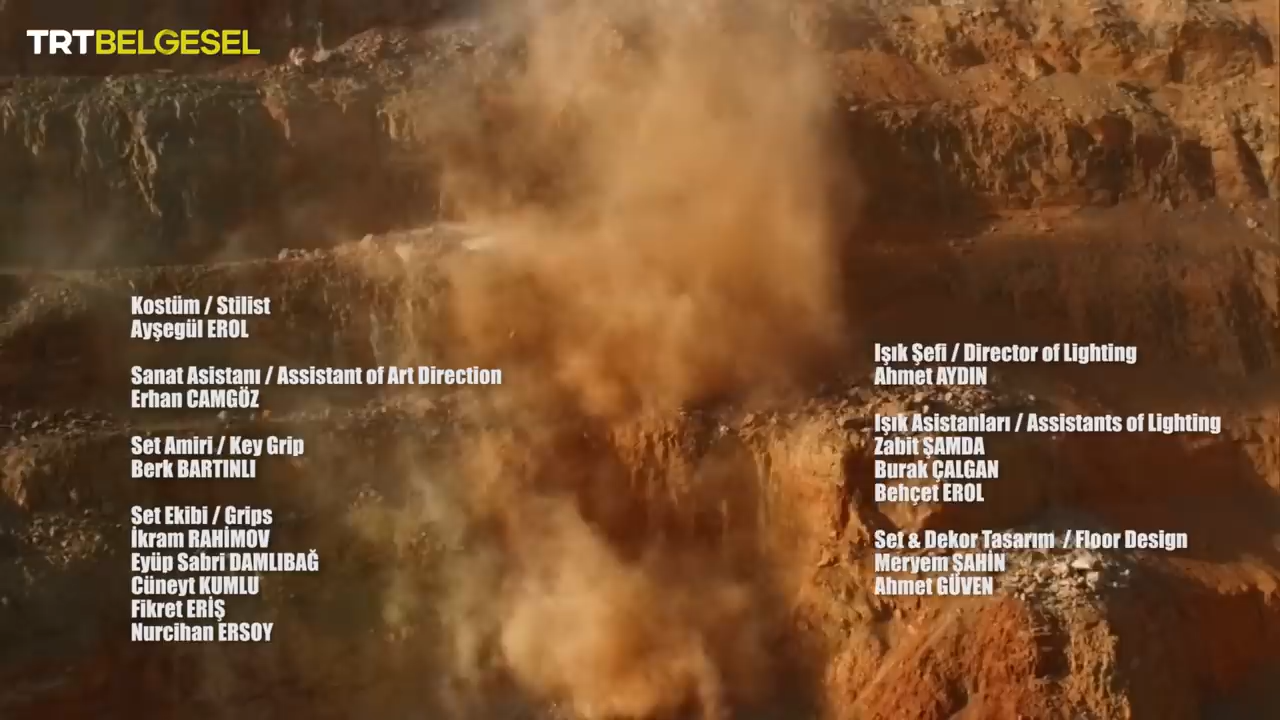 TRTBELGESEL
Kostüm / Stilist
Ayşegül EROL
Sanat Asistanı / Assistant of Art Direction
Erhan CAMGÖZ
Set Amiri / Key Grip
Berk BARTINLI
Set Ekibi / Grips
İkram RAHİMOV
Eyüp Sabri DAMLIBAĞ
Cüneyt KUMLU
Fikret ERİŞ
Nurcihan ERSOY
Işık Şefi / Director of Lighting
Ahmet AYDIN
Işık Asistanları / Assistants of Lighting
Zabit ŞAMDA
Burak ÇALGAN
Behçet EROL
Set & Dekor Tasarım / Floor Design
Meryem ŞAHİN
Ahmet GÜVEN